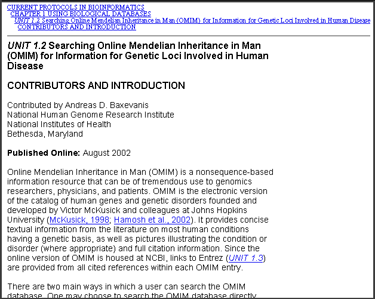 CURRENT PROTOCOLS IN BIOINFORMATICS
CHAPTER 1 USING BIOLOGICAL DATABASES
UNIT 1.2 Searching Online Mendelian Inheritance in Man (OMIM) for Information for Genetic Loci Involved in Human Disease
CONTRIBUTORS AND INTRODUCTION
UNIT 1.2 Searching Online Mendelian Inheritance in Man
(OMIM) for Information for Genetic Loci Involved in Human
Disease
CONTRIBUTORS AND INTRODUCTION
Contributed by Andreas D. Baxevanis
National Human Genome Research Institute
National Institutes of Health
Bethesda, Maryland
Published Online: August 2002
Online Mendelian Inheritance in Man (OMIM) is a nonsequence-based
information resource that can be of tremendous use to genomics
researchers, physicians, and patients. OMIM is the electronic version
of the catalog of human genes and genetic disorders founded and
developed by Victor McKusick and colleagues at Johns Hopkins
University (McKusick, 1998; Hamosh et al., 2002). It provides concise
textual information from the literature on most human conditions
having a genetic basis, as well as pictures illustrating the condition or
disorder (where appropriate) and full citation information. Since the
online version of OMIM is housed at NCBI, links to Entrez (UNIT 1.3)
are provided from all cited references within each OMIM entry.
There are two main ways in which a user can search the OMIM
database. One may choose to search the OMIM database directly